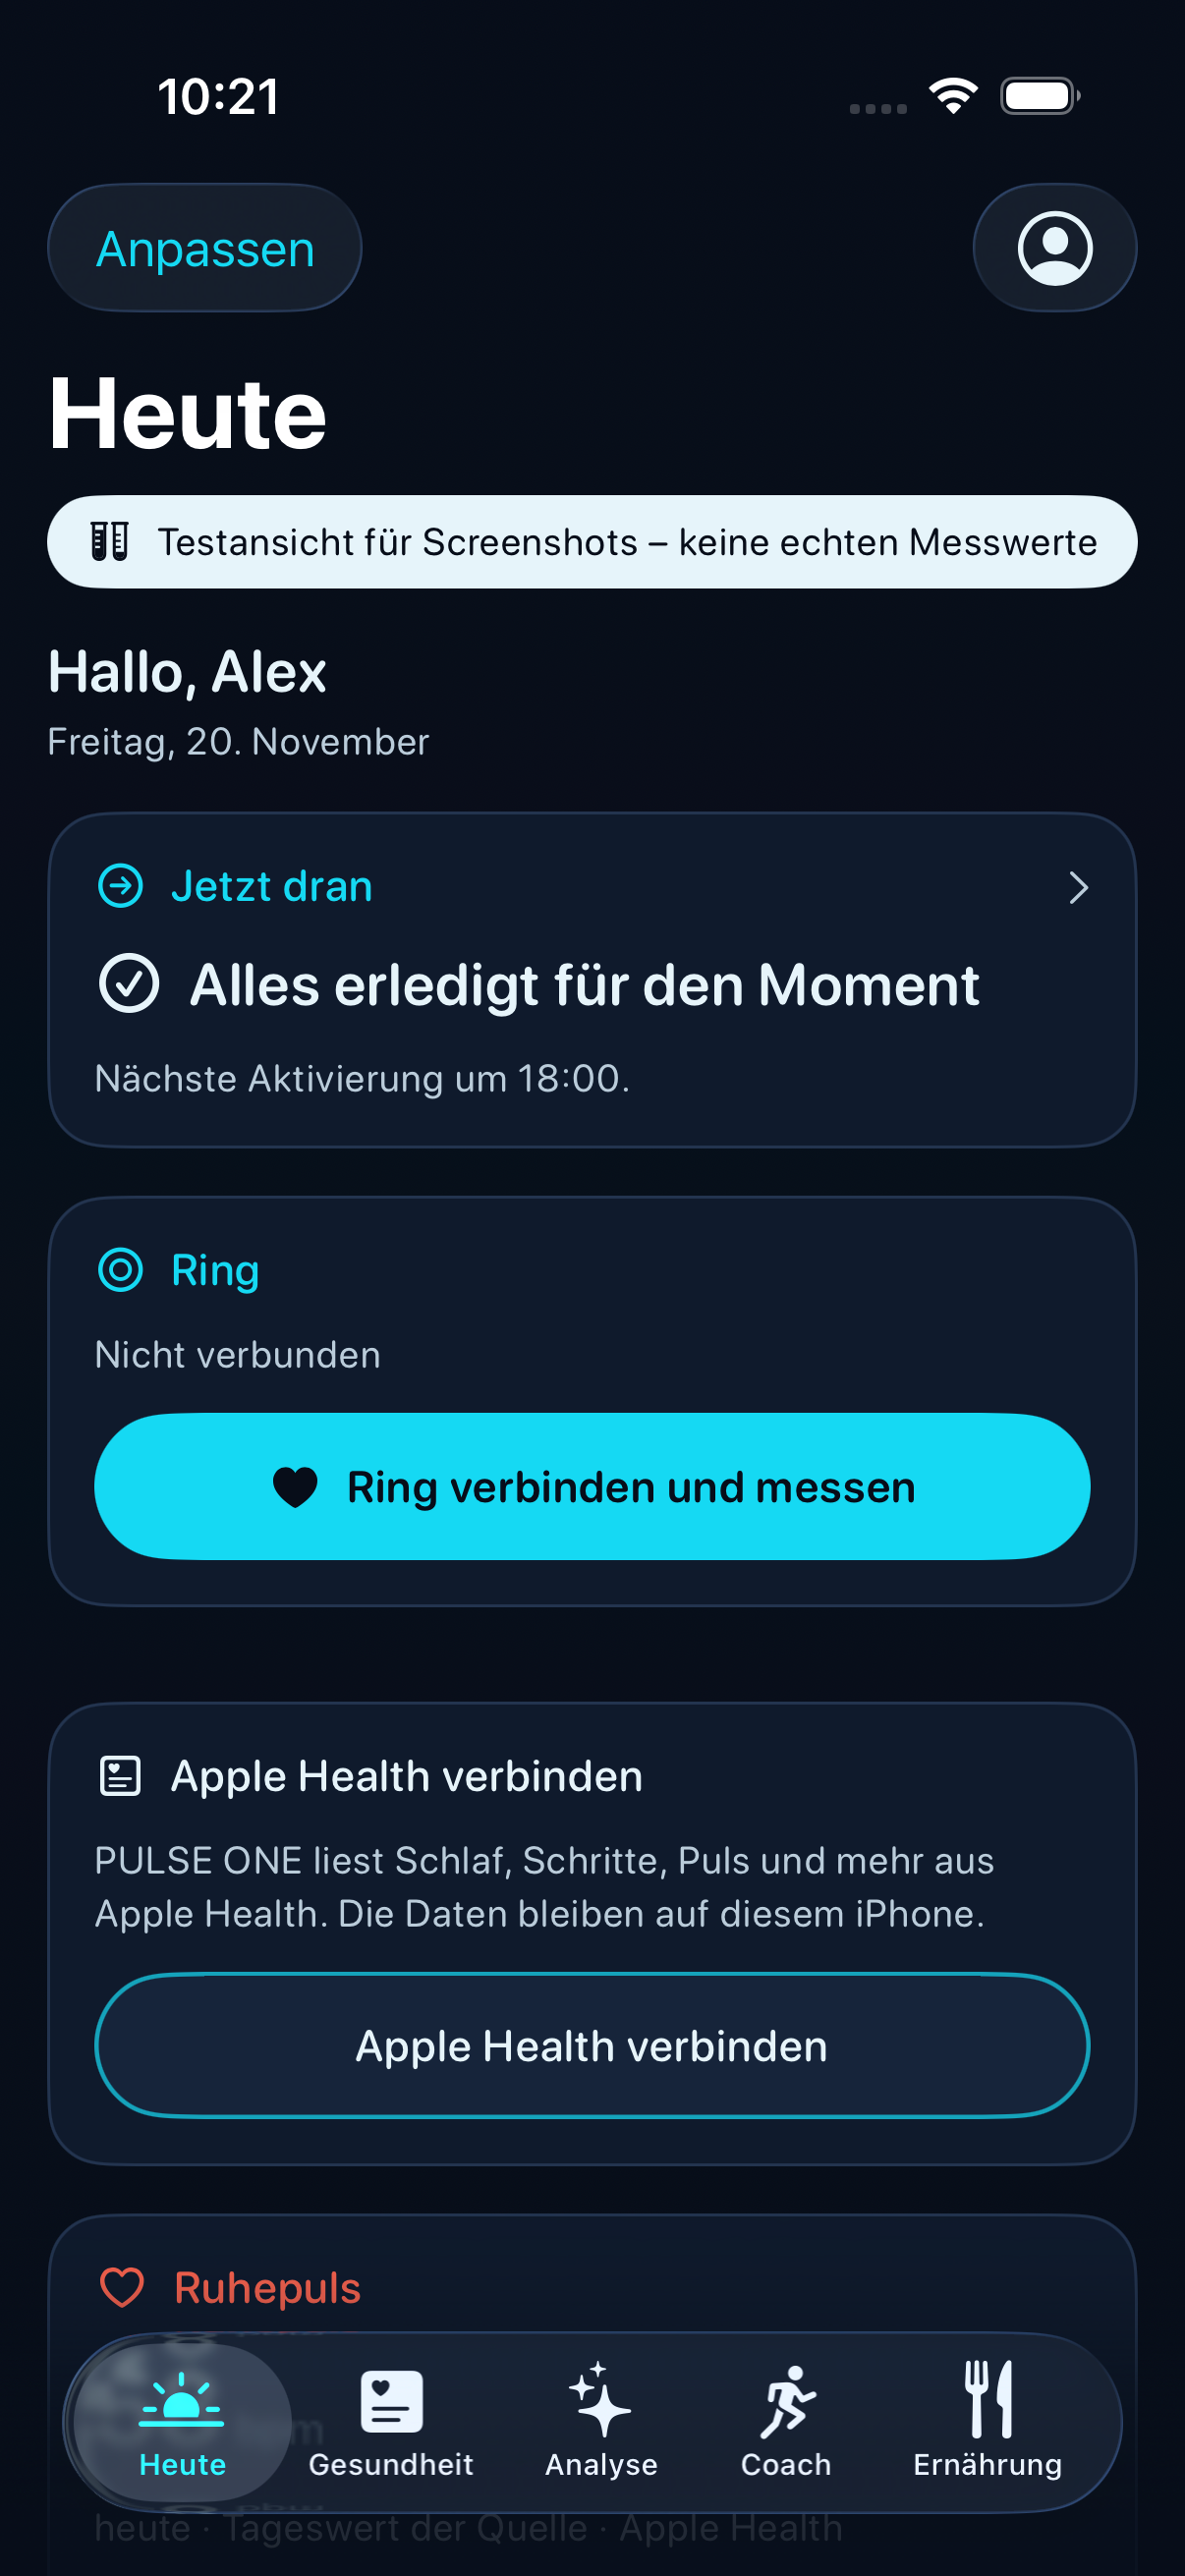 10:21
Anpassen
Heute
Testansicht für Screenshots – keine echten Messwerte
Hallo, Alex
Freitag, 20. November
Jetzt dran
Alles erledigt für den Moment
Nächste Aktivierung um 18:00.
Ring
Nicht verbunden
Ring verbinden und messen
Apple Health verbinden
PULSE ONE liest Schlaf, Schritte, Puls und mehr aus
Apple Health. Die Daten bleiben auf diesem iPhone.
Apple Health verbinden
Ruhepuls
Heute
Gesundheit
Analyse
Coach
Ernährung
heute · Tageswert der Quelle · Apple Health